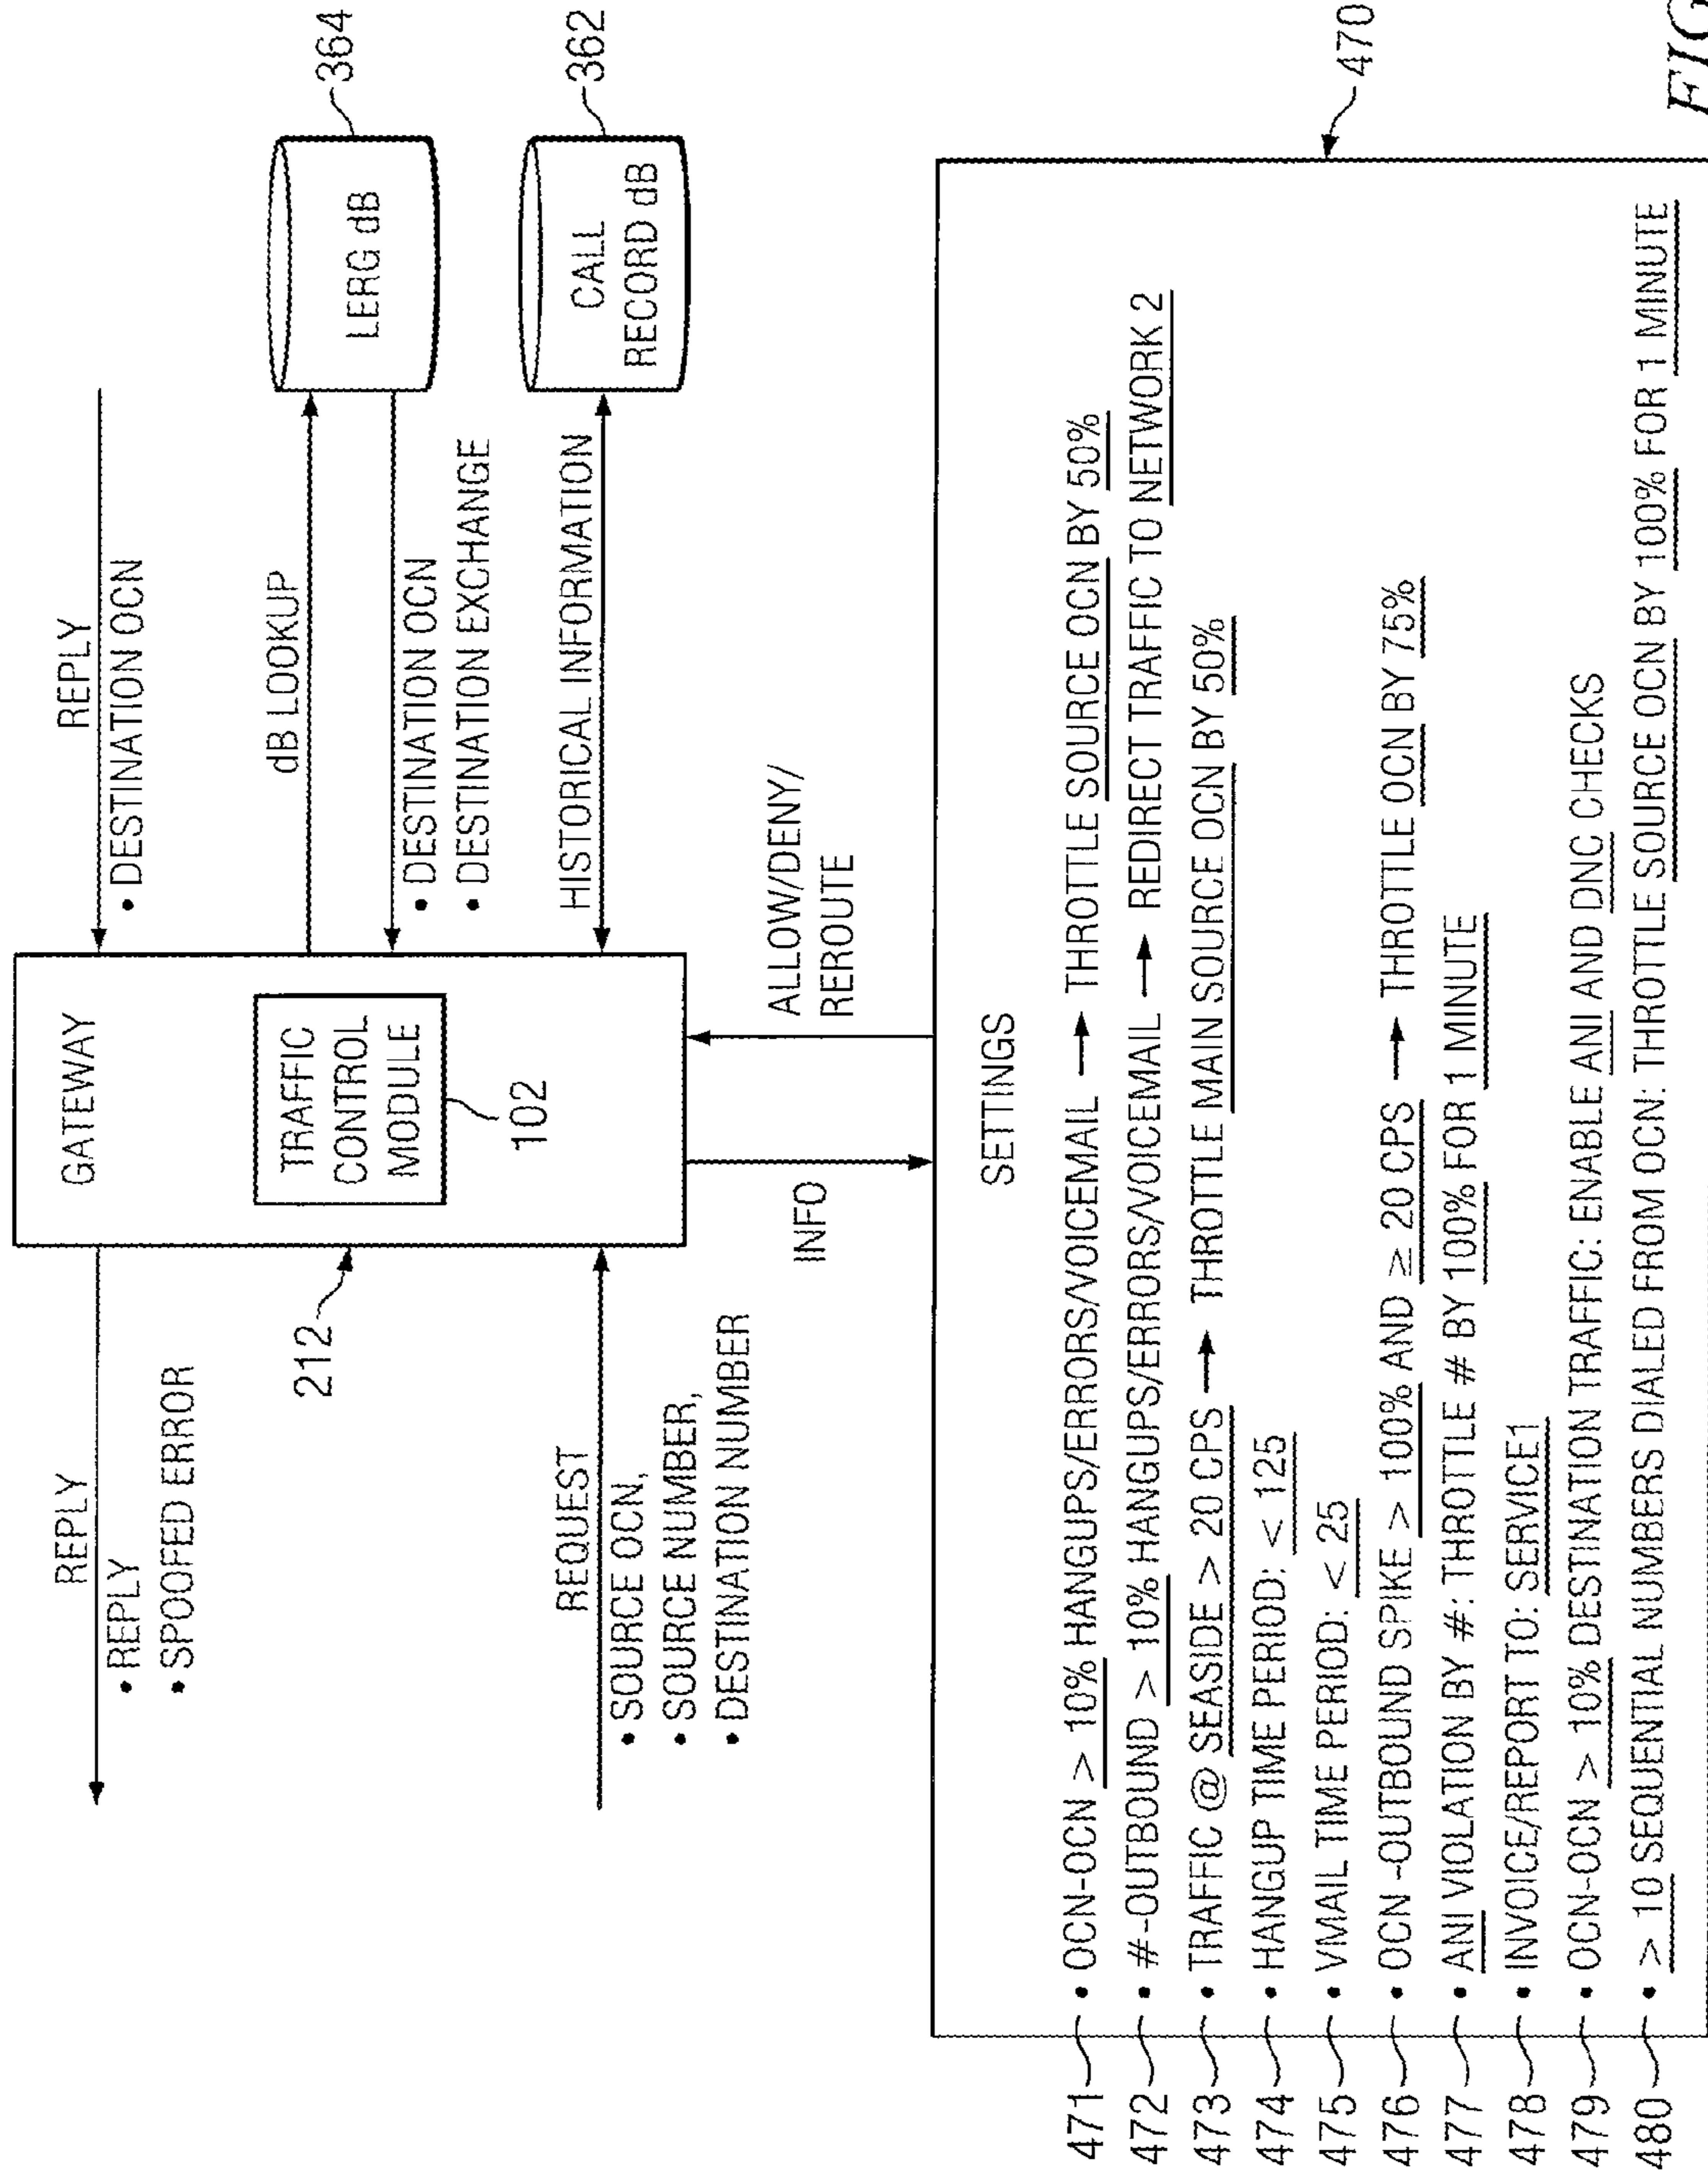 REPLY
• REPLY
• SPOOFED ERROR
212
REQUEST
• SOURCE OCN,
• SOURCE NUMBER,
• DESTINATION NUMBER
GATEWAY
TRAFFIC
CONTROL
MODULE
102
REPLY
• DESTINATION OCN
dB LOOKUP
• DESTINATION OCN
• DESTINATION EXCHANGE
HISTORICAL INFORMATION
LERG dB
364
CALL
RECORD dB
362
INFO
ALLOW/DENY/
REROUTE
SETTINGS
470
471 • OCN-OCN > 10% HANGUPS/ERRORS/VOICEMAIL → THROTTLE SOURCE OCN BY 50%
472 • #-OUTBOUND > 10% HANGUPS/ERRORS/VOICEMAIL → REDIRECT TRAFFIC TO NETWORK 2
473 • TRAFFIC @ SEASIDE > 20 CPS → THROTTLE MAIN SOURCE OCN BY 50%
474 • HANGUP TIME PERIOD: < 125
475 • VMAIL TIME PERIOD: < 25
476 • OCN -OUTBOUND SPIKE > 100% AND ≥ 20 CPS → THROTTLE OCN BY 75%
477 • ANI VIOLATION BY #: THROTTLE # BY 100% FOR 1 MINUTE
478 • INVOICE/REPORT TO: SERVICE1
479 • OCN-OCN > 10% DESTINATION TRAFFIC: ENABLE ANI AND DNC CHECKS
480 • > 10 SEQUENTIAL NUMBERS DIALED FROM OCN: THROTTLE SOURCE OCN BY 100% FOR 1 MINUTE